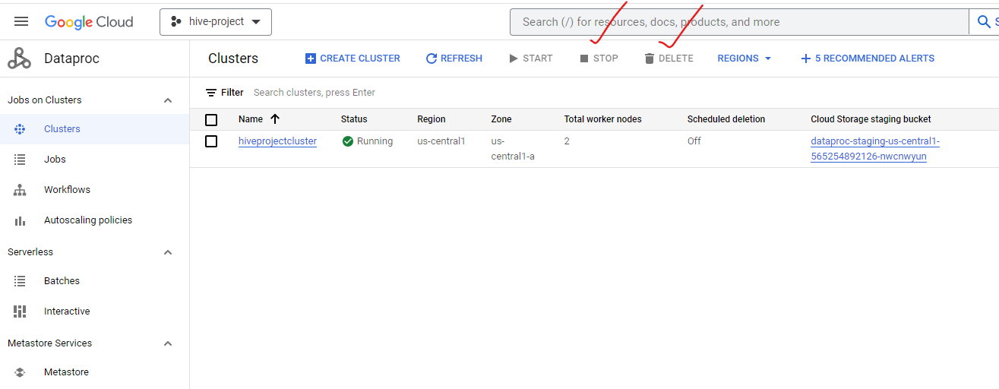 Google Cloud hive-project Search (/) for resources, docs, products, and more S
Dataproc Clusters CREATE CLUSTER REFRESH START STOP DELETE REGIONS 5 RECOMMENDED ALERTS
Jobs on Clusters
Clusters
Jobs
Workflows
Autoscaling policies
Serverless
Batches
Interactive
Metastore Services
Metastore
Filter Search clusters, press Enter
Name Status Region Zone Total worker nodes Scheduled deletion Cloud Storage staging bucket
hiveprojectcluster Running us-central1 us- 2 Off dataproc-staging-us-central1-
central1-a 565254892126-nwcnwyun